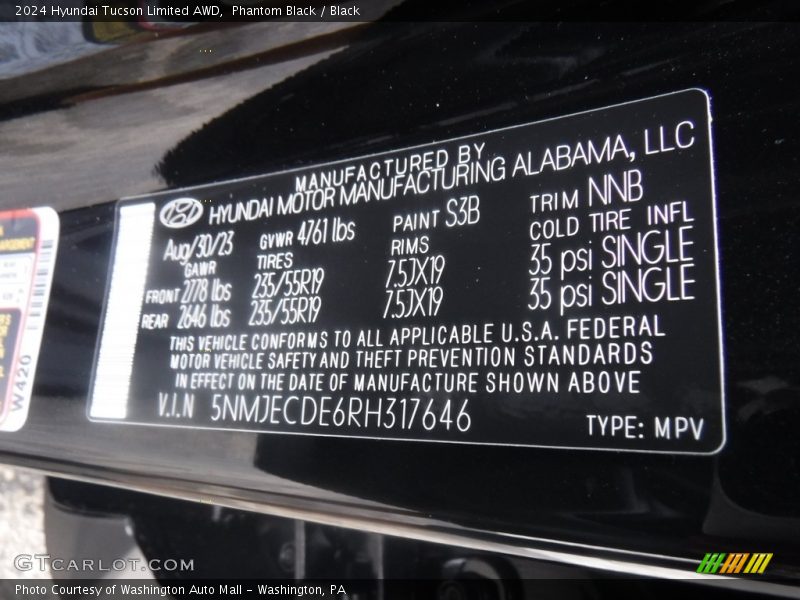 2024 Hyundai Tucson Limited AWD, Phantom Black / Black
MANUFACTURED BY
HYUNDAI MOTOR MANUFACTURING ALABAMA, LLC
Aug/30/23 GVWR 4761 lbs PAINT S3B TRIM NNB
GAWR TIRES RIMS COLD TIRE INFL
FRONT 2778 lbs 235/55R19 7.5JX19 35 psi SINGLE
REAR 2646 lbs 235/55R19 7.5JX19 35 psi SINGLE
THIS VEHICLE CONFORMS TO ALL APPLICABLE U.S.A. FEDERAL
MOTOR VEHICLE SAFETY AND THEFT PREVENTION STANDARDS
IN EFFECT ON THE DATE OF MANUFACTURE SHOWN ABOVE
V.I.N 5NMJECDE6RH317646 TYPE: MPV
W420
GTCARLOT.COM
Photo Courtesy of Washington Auto Mall - Washington, PA